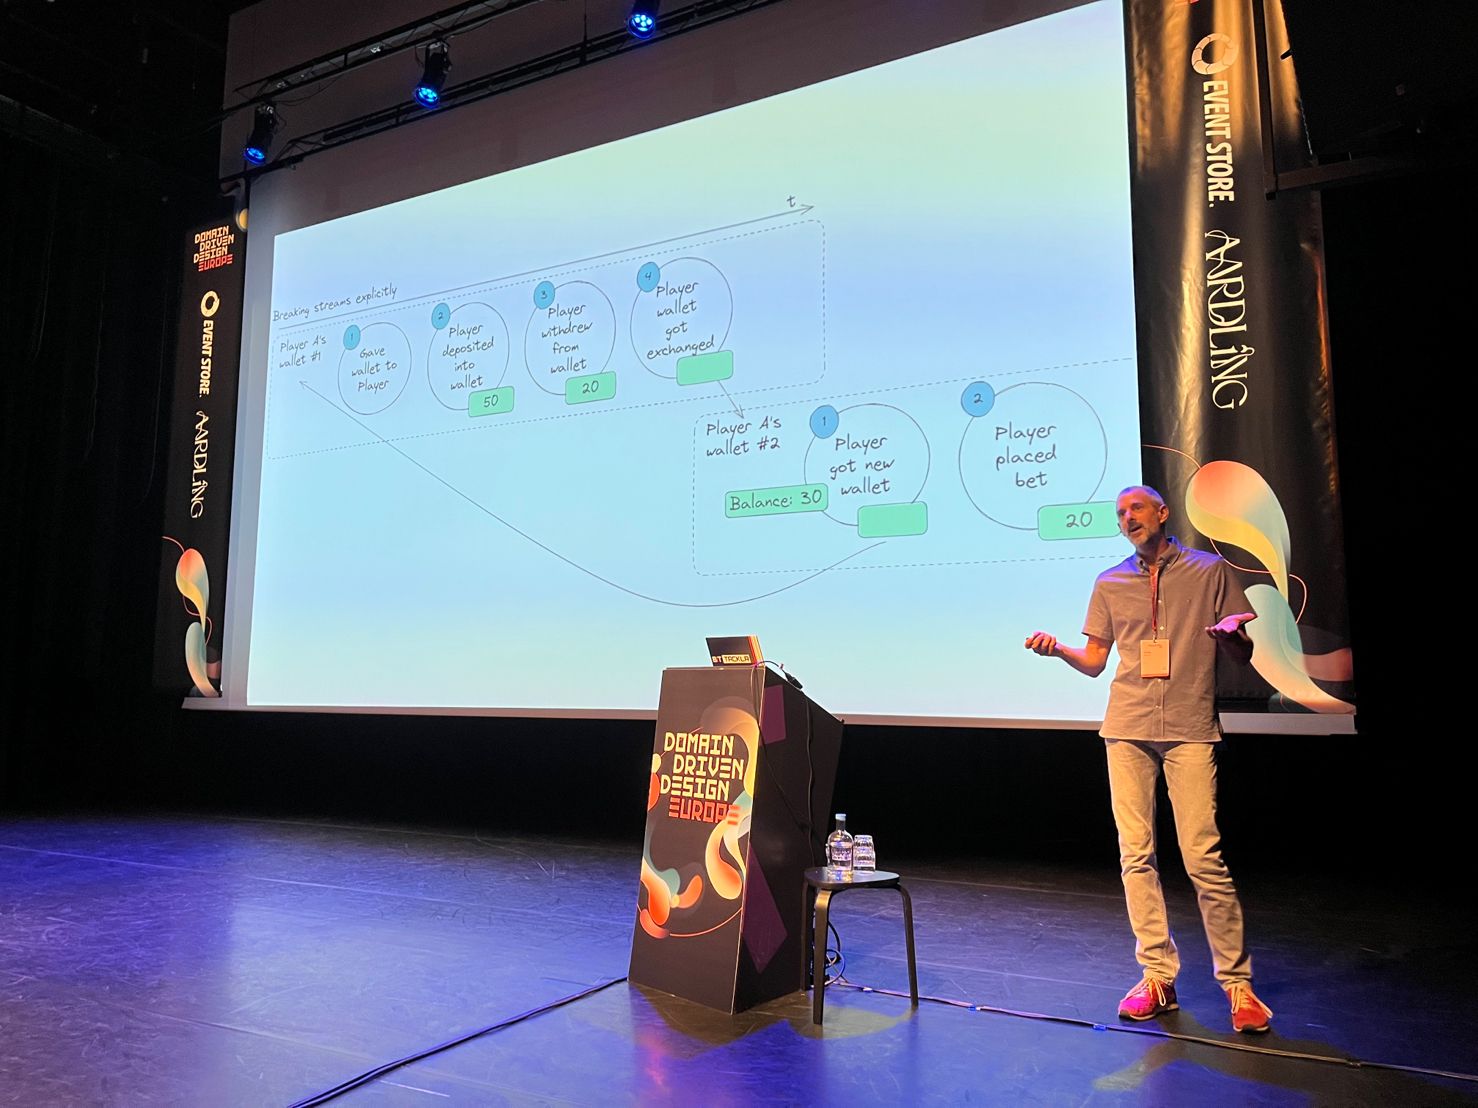 DOMAIN
DRIVEN
DESIGN
EUROPE
EVENT STORE.
AARDLING
t
Breaking streams explicitly
Player A's
wallet #1
1
Gave
wallet to
Player
2
Player
deposited
into
wallet
50
3
Player
withdrew
from
wallet
20
4
Player
wallet
got
exchanged
Player A's
wallet #2
1
Player
got new
wallet
Balance: 30
2
Player
placed
bet
20
EVENT STORE.
AARDLING
TACKLE
DOMAIN
DRIVEN
DESIGN
EUROPE